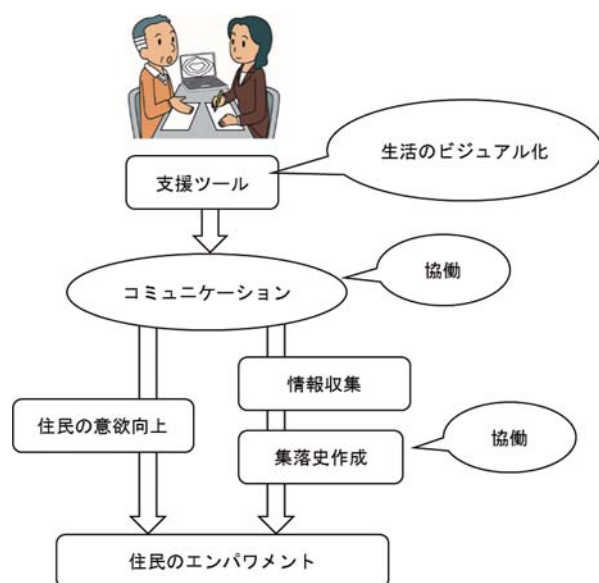 生活のビジュアル化
支援ツール
協働
コミュニケーション
情報収集
住民の意欲向上
協働
集落史作成
住民のエンパワメント